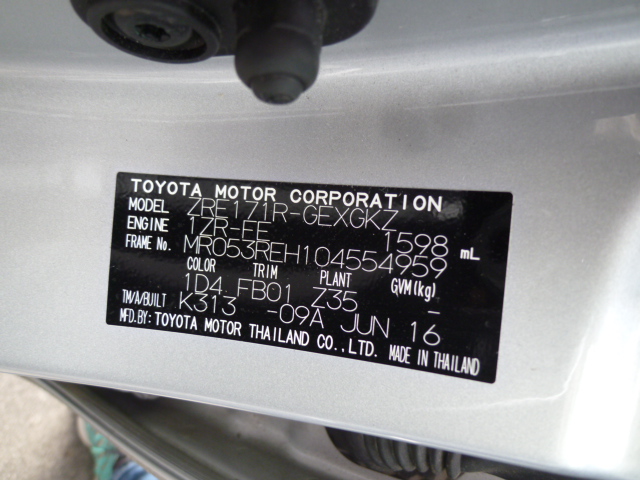 TOYOTA MOTOR CORPORATION
MODEL ZRE171R-GEXGKZ
ENGINE 1ZR-FE 1598 mL
FRAME No. MR053REH104554959
COLOR TRIM PLANT GVM(kg)
1D4 FB01 Z35 -
TM/A/BUILT K313 -09A JUN 16
MFD.BY: TOYOTA MOTOR THAILAND CO.,LTD. MADE IN THAILAND